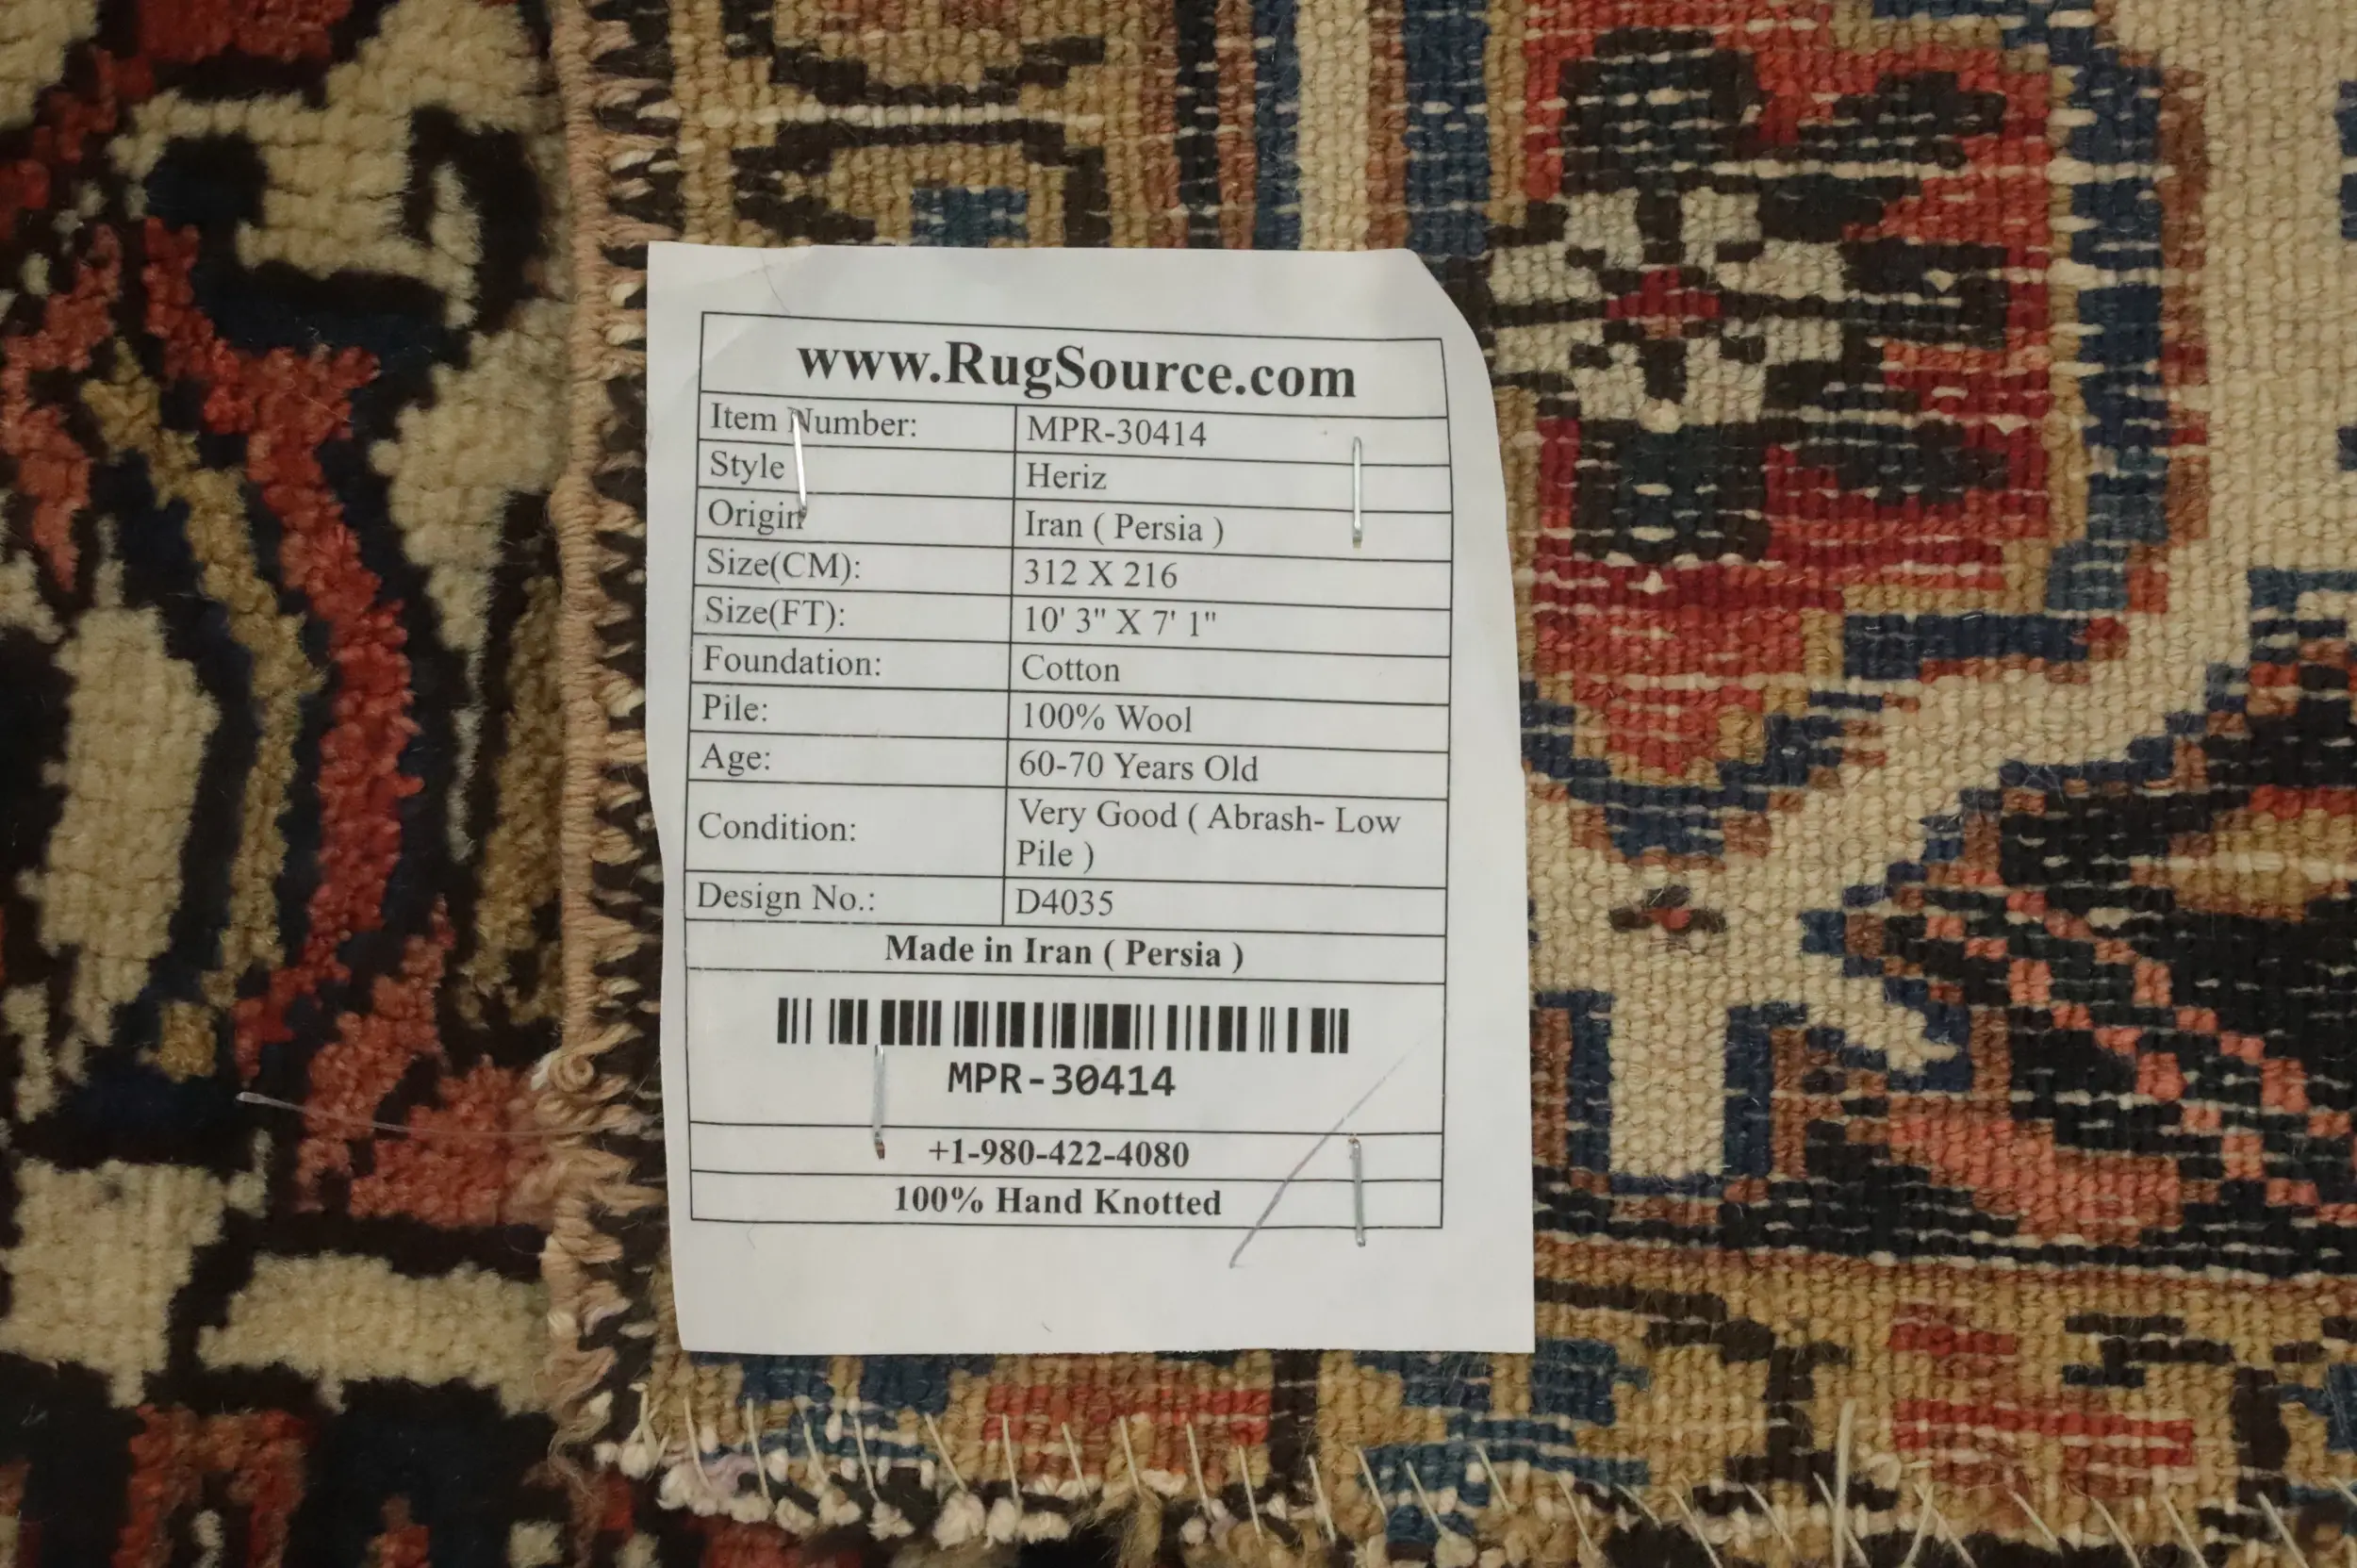 www.RugSource.com
Item Number: MPR-30414
Style Heriz
Origin Iran ( Persia )
Size(CM): 312 X 216
Size(FT): 10' 3" X 7' 1"
Foundation: Cotton
Pile: 100% Wool
Age: 60-70 Years Old
Condition: Very Good ( Abrash- Low
Pile )
Design No.: D4035
Made in Iran ( Persia )
MPR-30414
+1-980-422-4080
100% Hand Knotted